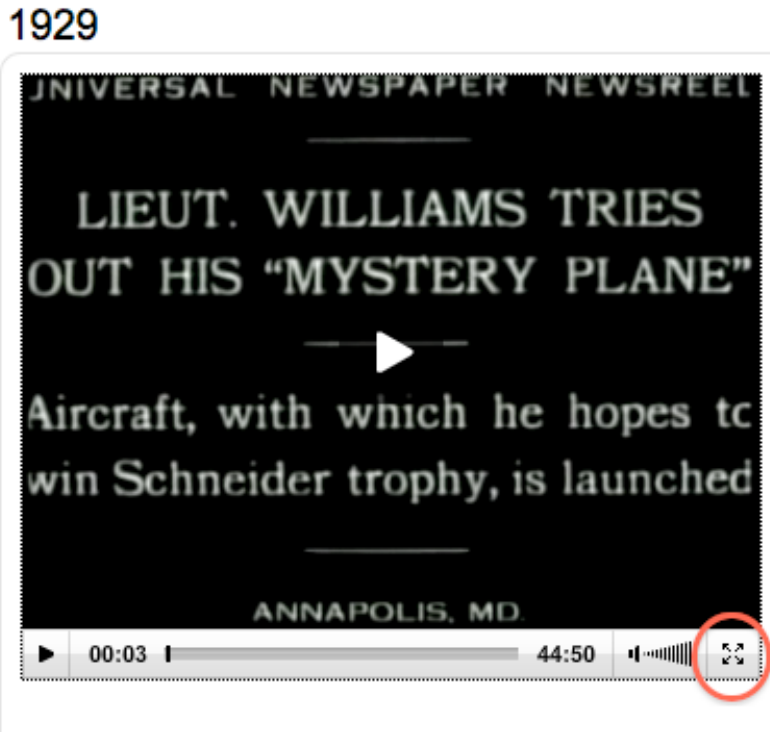 1929
UNIVERSAL NEWSPAPER NEWSREEL
LIEUT. WILLIAMS TRIES
OUT HIS “MYSTERY PLANE”
Aircraft, with which he hopes to
win Schneider trophy, is launched
ANNAPOLIS, MD.
00:03 44:50